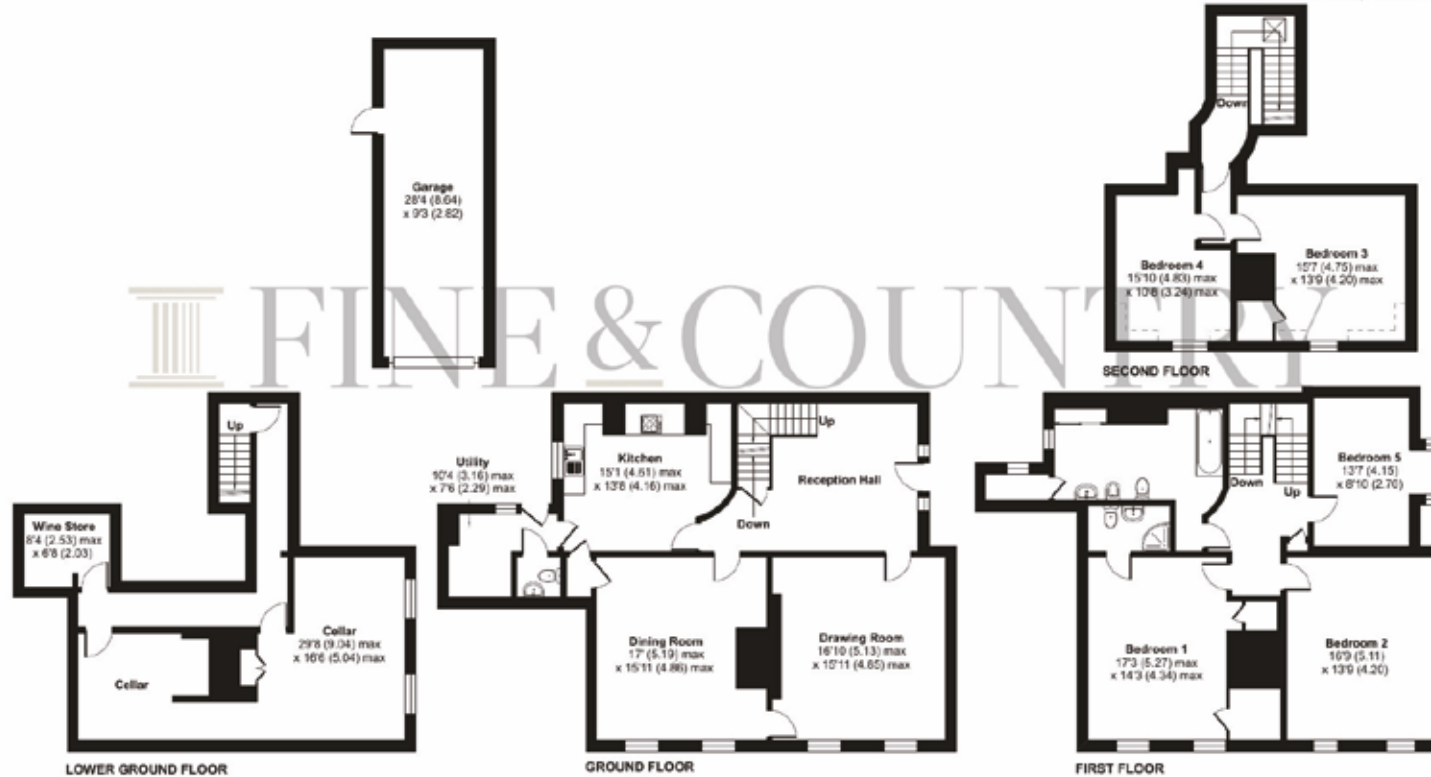 Garage
28'4 (8.64)
x 9'3 (2.82)
Down
Bedroom 4
15'10 (4.83) max
x 10'8 (3.24) max
Bedroom 3
15'7 (4.75) max
x 13'9 (4.20) max
SECOND FLOOR
FINE & COUNTRY
Up
Wine Store
8'4 (2.53) max
x 6'8 (2.03)
Cellar
29'8 (9.04) max
x 16'6 (5.04) max
Cellar
LOWER GROUND FLOOR
Utility
10'4 (3.16) max
x 7'6 (2.29) max
Kitchen
15'1 (4.61) max
x 13'8 (4.16) max
Up
Reception Hall
Down
Dining Room
17' (5.19) max
x 15'11 (4.86) max
Drawing Room
16'10 (5.13) max
x 15'11 (4.85) max
GROUND FLOOR
Down
Up
Bedroom 5
13'7 (4.15)
x 8'10 (2.70)
Bedroom 1
17'3 (5.27) max
x 14'3 (4.34) max
Bedroom 2
16'9 (5.11)
x 13'9 (4.20)
FIRST FLOOR